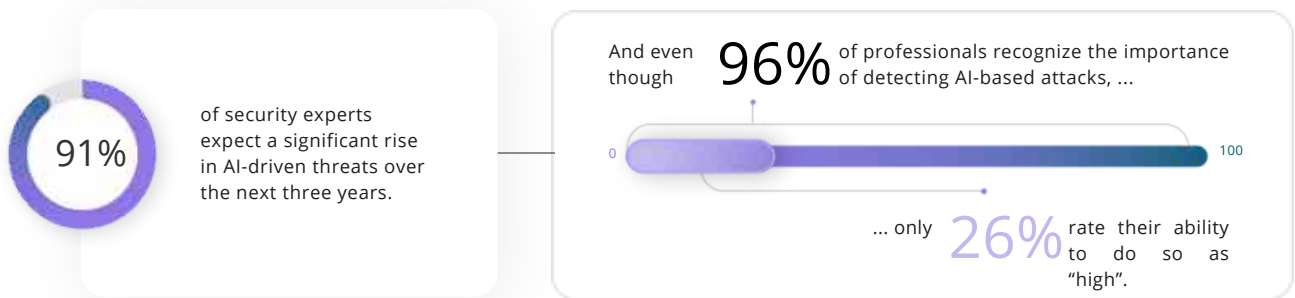 91%
of security experts
expect a significant rise
in AI-driven threats over
the next three years.
And even
though
96%
of professionals recognize the importance
of detecting AI-based attacks, ...
0
100
... only
26%
rate their ability
to do so as
“high”.